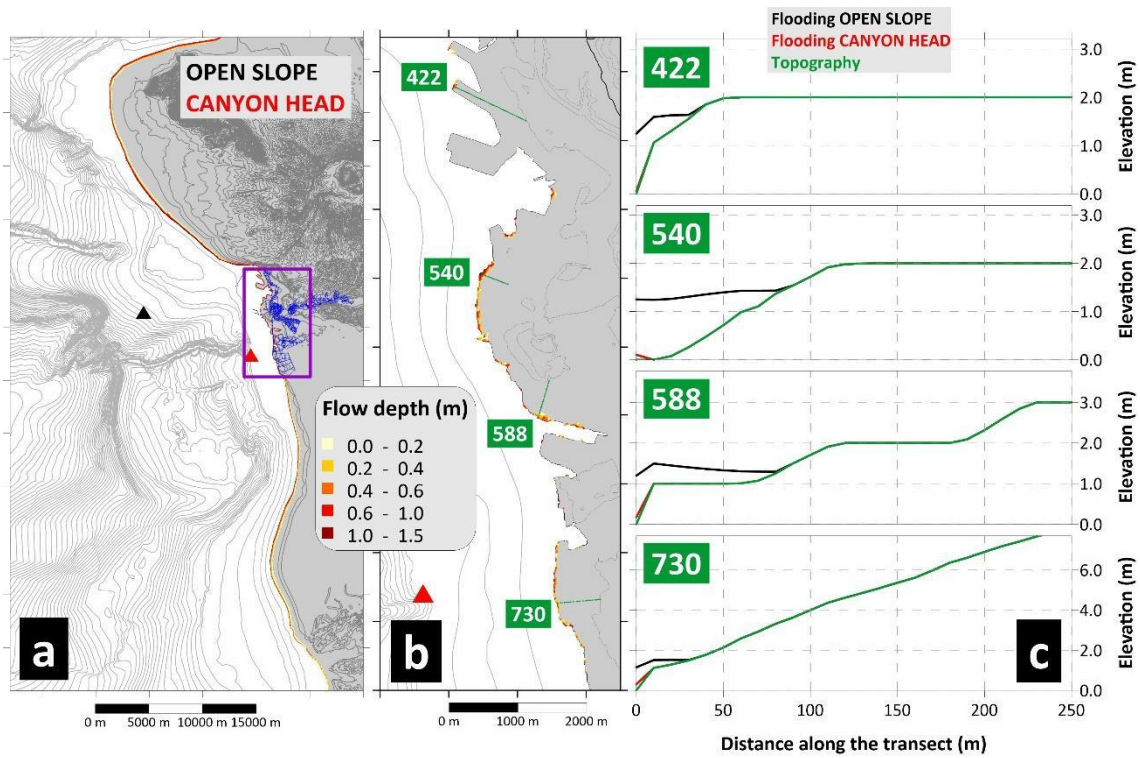 OPEN SLOPE
CANYON HEAD
Flow depth (m)
0.0 - 0.2
0.2 - 0.4
0.4 - 0.6
0.6 - 1.0
1.0 - 1.5
a
0 m 5000 m 10000 m 15000 m
422
540
588
730
b
0 m 1000 m 2000 m
Flooding OPEN SLOPE
Flooding CANYON HEAD
Topography
422
3.0
2.0
1.0
0.0
Elevation (m)
540
3.0
2.0
1.0
0.0
Elevation (m)
588
3.0
2.0
1.0
0.0
Elevation (m)
730
6.0
4.0
2.0
0.0
Elevation (m)
c
0 50 100 150 200 250
Distance along the transect (m)